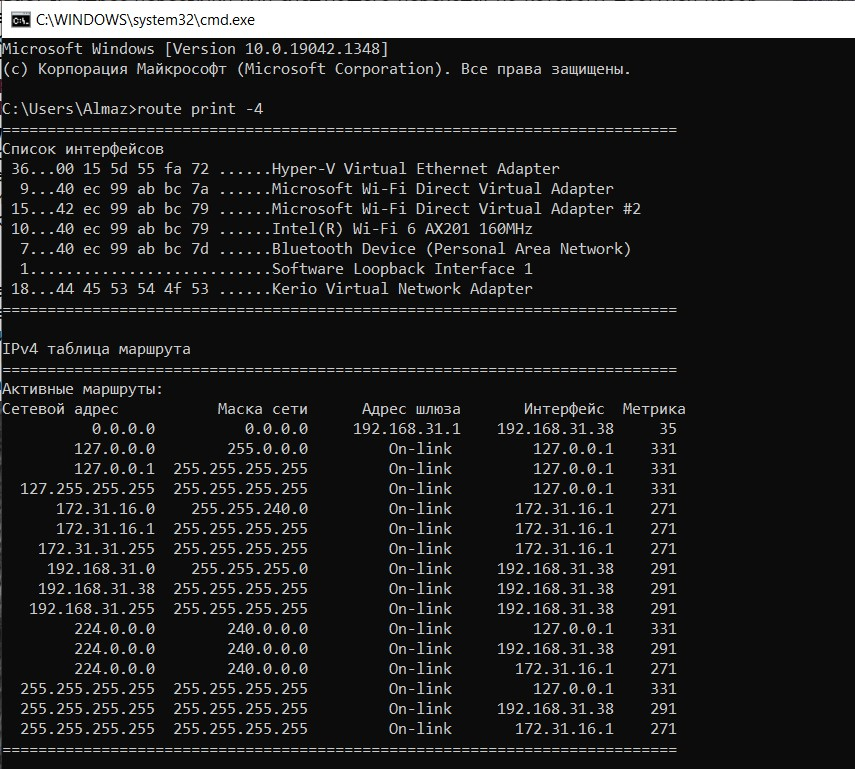 C:\WINDOWS\system32\cmd.exe
Microsoft Windows [Version 10.0.19042.1348]
(c) Корпорация Майкрософт (Microsoft Corporation). Все права защищены.
C:\Users\Almaz>route print -4
===========================================================================
Список интерфейсов
 36...00 15 5d 55 fa 72 ......Hyper-V Virtual Ethernet Adapter
  9...40 ec 99 ab bc 7a ......Microsoft Wi-Fi Direct Virtual Adapter
 15...42 ec 99 ab bc 79 ......Microsoft Wi-Fi Direct Virtual Adapter #2
 10...40 ec 99 ab bc 79 ......Intel(R) Wi-Fi 6 AX201 160MHz
  7...40 ec 99 ab bc 7d ......Bluetooth Device (Personal Area Network)
  1...........................Software Loopback Interface 1
 18...44 45 53 54 4f 53 ......Kerio Virtual Network Adapter
===========================================================================
IPv4 таблица маршрута
===========================================================================
Активные маршруты:
Сетевой адрес           Маска сети      Адрес шлюза       Интерфейс  Метрика
          0.0.0.0          0.0.0.0     192.168.31.1    192.168.31.38     35
        127.0.0.0        255.0.0.0         On-link         127.0.0.1    331
        127.0.0.1  255.255.255.255         On-link         127.0.0.1    331
  127.255.255.255  255.255.255.255         On-link         127.0.0.1    331
      172.31.16.0    255.255.240.0         On-link       172.31.16.1    271
      172.31.16.1  255.255.255.255         On-link       172.31.16.1    271
    172.31.31.255  255.255.255.255         On-link       172.31.16.1    271
     192.168.31.0    255.255.255.0         On-link     192.168.31.38    291
    192.168.31.38  255.255.255.255         On-link     192.168.31.38    291
   192.168.31.255  255.255.255.255         On-link     192.168.31.38    291
        224.0.0.0        240.0.0.0         On-link         127.0.0.1    331
        224.0.0.0        240.0.0.0         On-link     192.168.31.38    291
        224.0.0.0        240.0.0.0         On-link       172.31.16.1    271
  255.255.255.255  255.255.255.255         On-link         127.0.0.1    331
  255.255.255.255  255.255.255.255         On-link     192.168.31.38    291
  255.255.255.255  255.255.255.255         On-link       172.31.16.1    271
===========================================================================